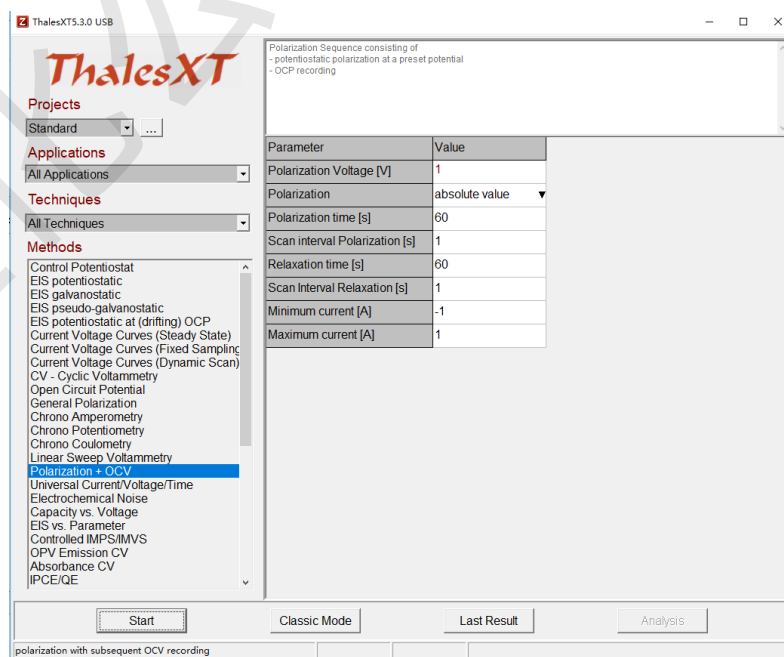 ThalesXT5.3.0 USB
ThalesXT
Projects
Standard
...
Applications
All Applications
Techniques
All Techniques
Methods
Control Potentiostat
EIS potentiostatic
EIS galvanostatic
EIS pseudo-galvanostatic
EIS potentiostatic at (drifting) OCP
Current Voltage Curves (Steady State)
Current Voltage Curves (Fixed Sampling
Current Voltage Curves (Dynamic Scan)
CV - Cyclic Voltammetry
Open Circuit Potential
General Polarization
Chrono Amperometry
Chrono Potentiometry
Chrono Coulometry
Linear Sweep Voltammetry
Polarization + OCV
Universal Current/Voltage/Time
Electrochemical Noise
Capacity vs. Voltage
EIS vs. Parameter
Controlled IMPS/IMVS
OPV Emission CV
Absorbance CV
IPCE/QE
Polarization Sequence consisting of
- potentiostatic polarization at a preset potential
- OCP recording
Parameter Value
Polarization Voltage [V] 1
Polarization absolute value
Polarization time [s] 60
Scan interval Polarization [s] 1
Relaxation time [s] 60
Scan Interval Relaxation [s] 1
Minimum current [A] -1
Maximum current [A] 1
Start Classic Mode Last Result Analysis
polarization with subsequent OCV recording